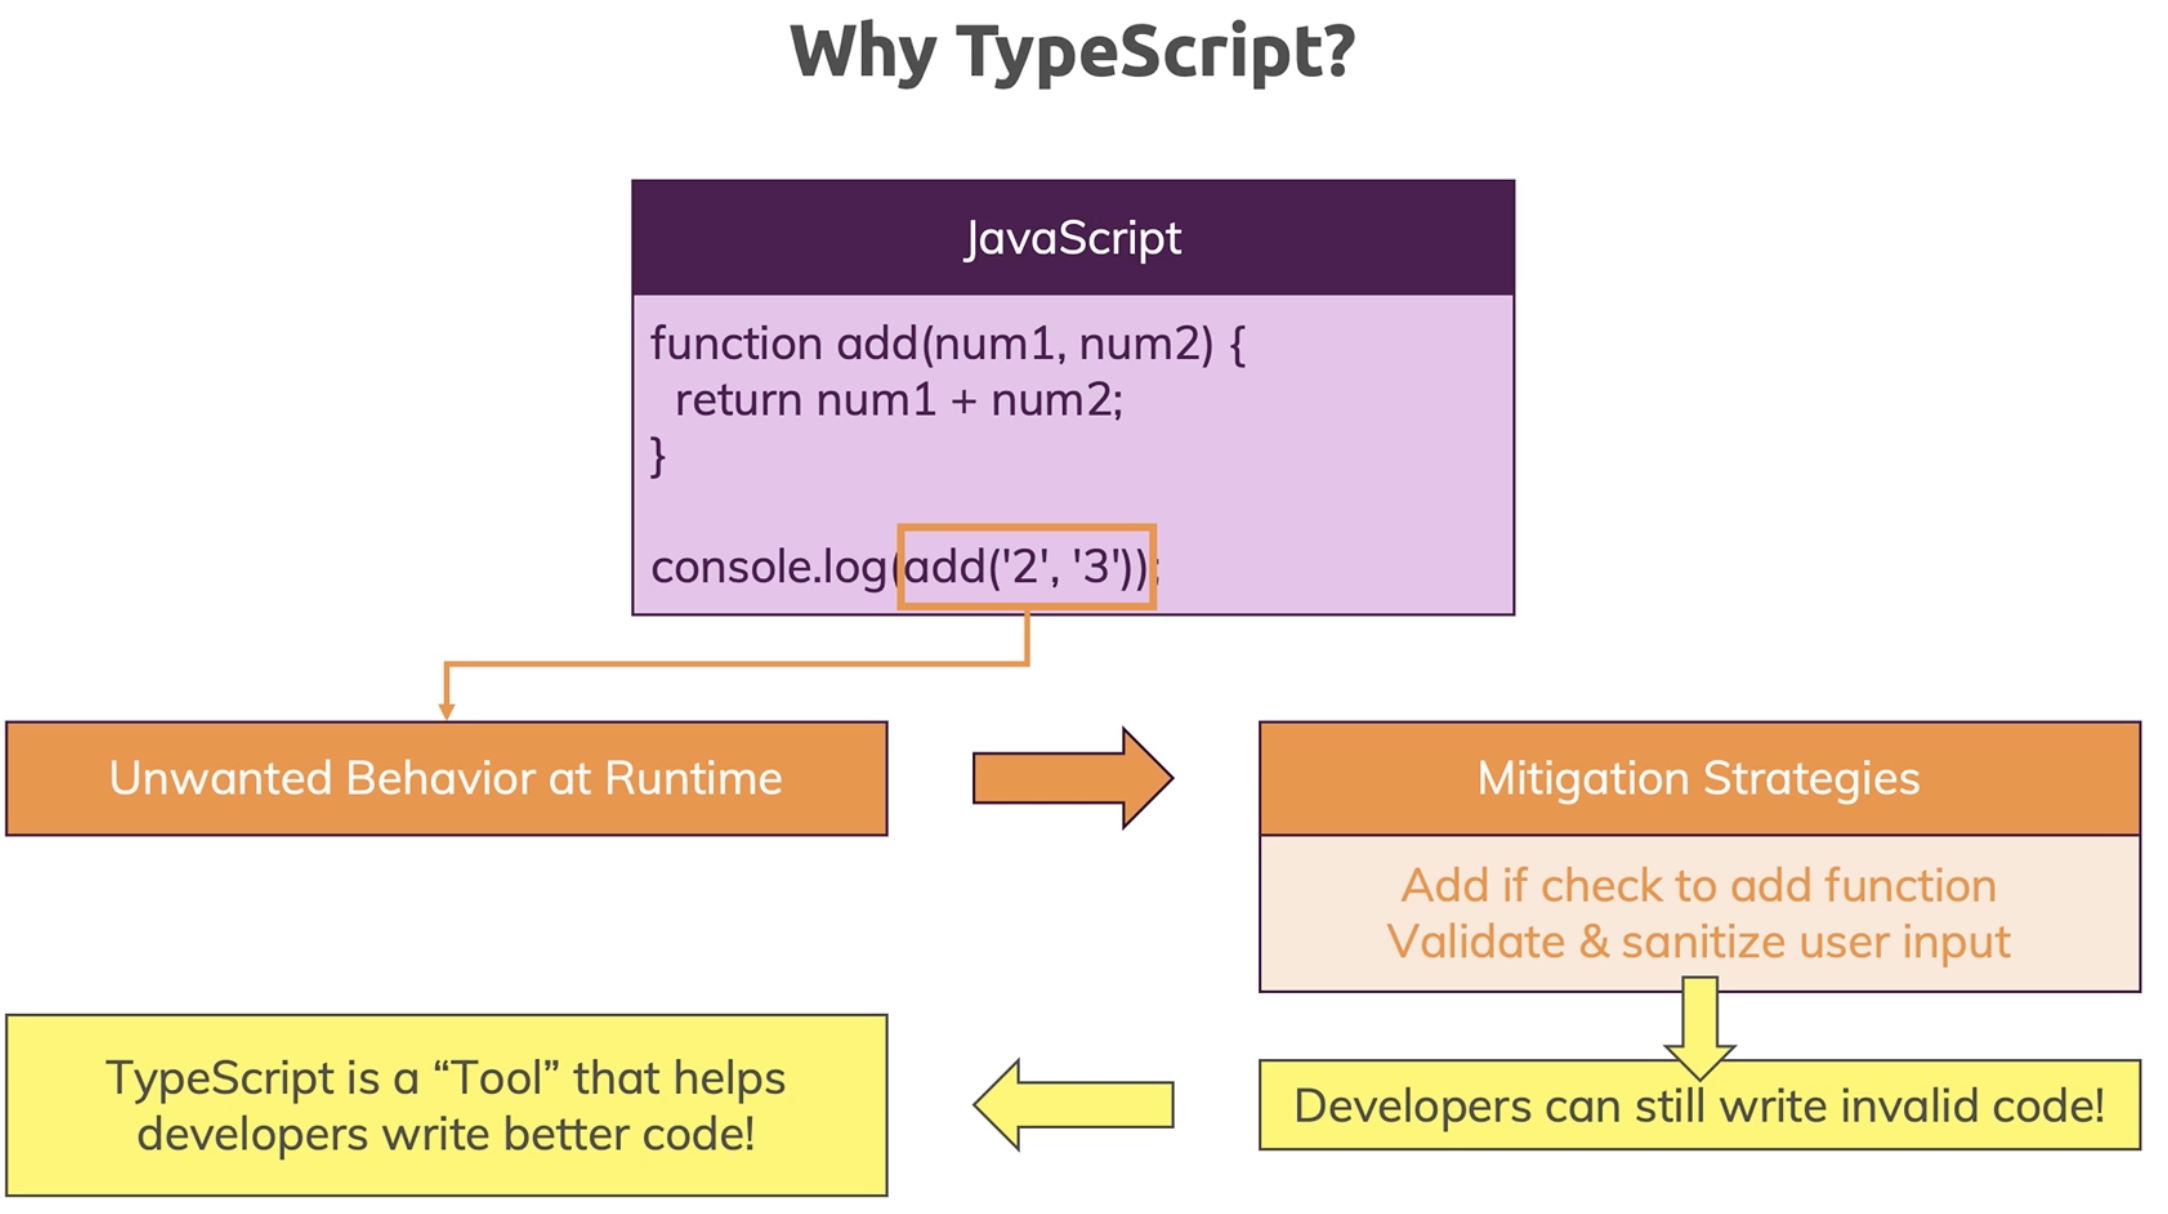 Why TypeScript?
JavaScript
function add(num1, num2) {
return num1 + num2;
}
console.log(add('2', '3'));
Unwanted Behavior at Runtime
Mitigation Strategies
Add if check to add function
Validate & sanitize user input
Developers can still write invalid code!
TypeScript is a “Tool” that helps
developers write better code!